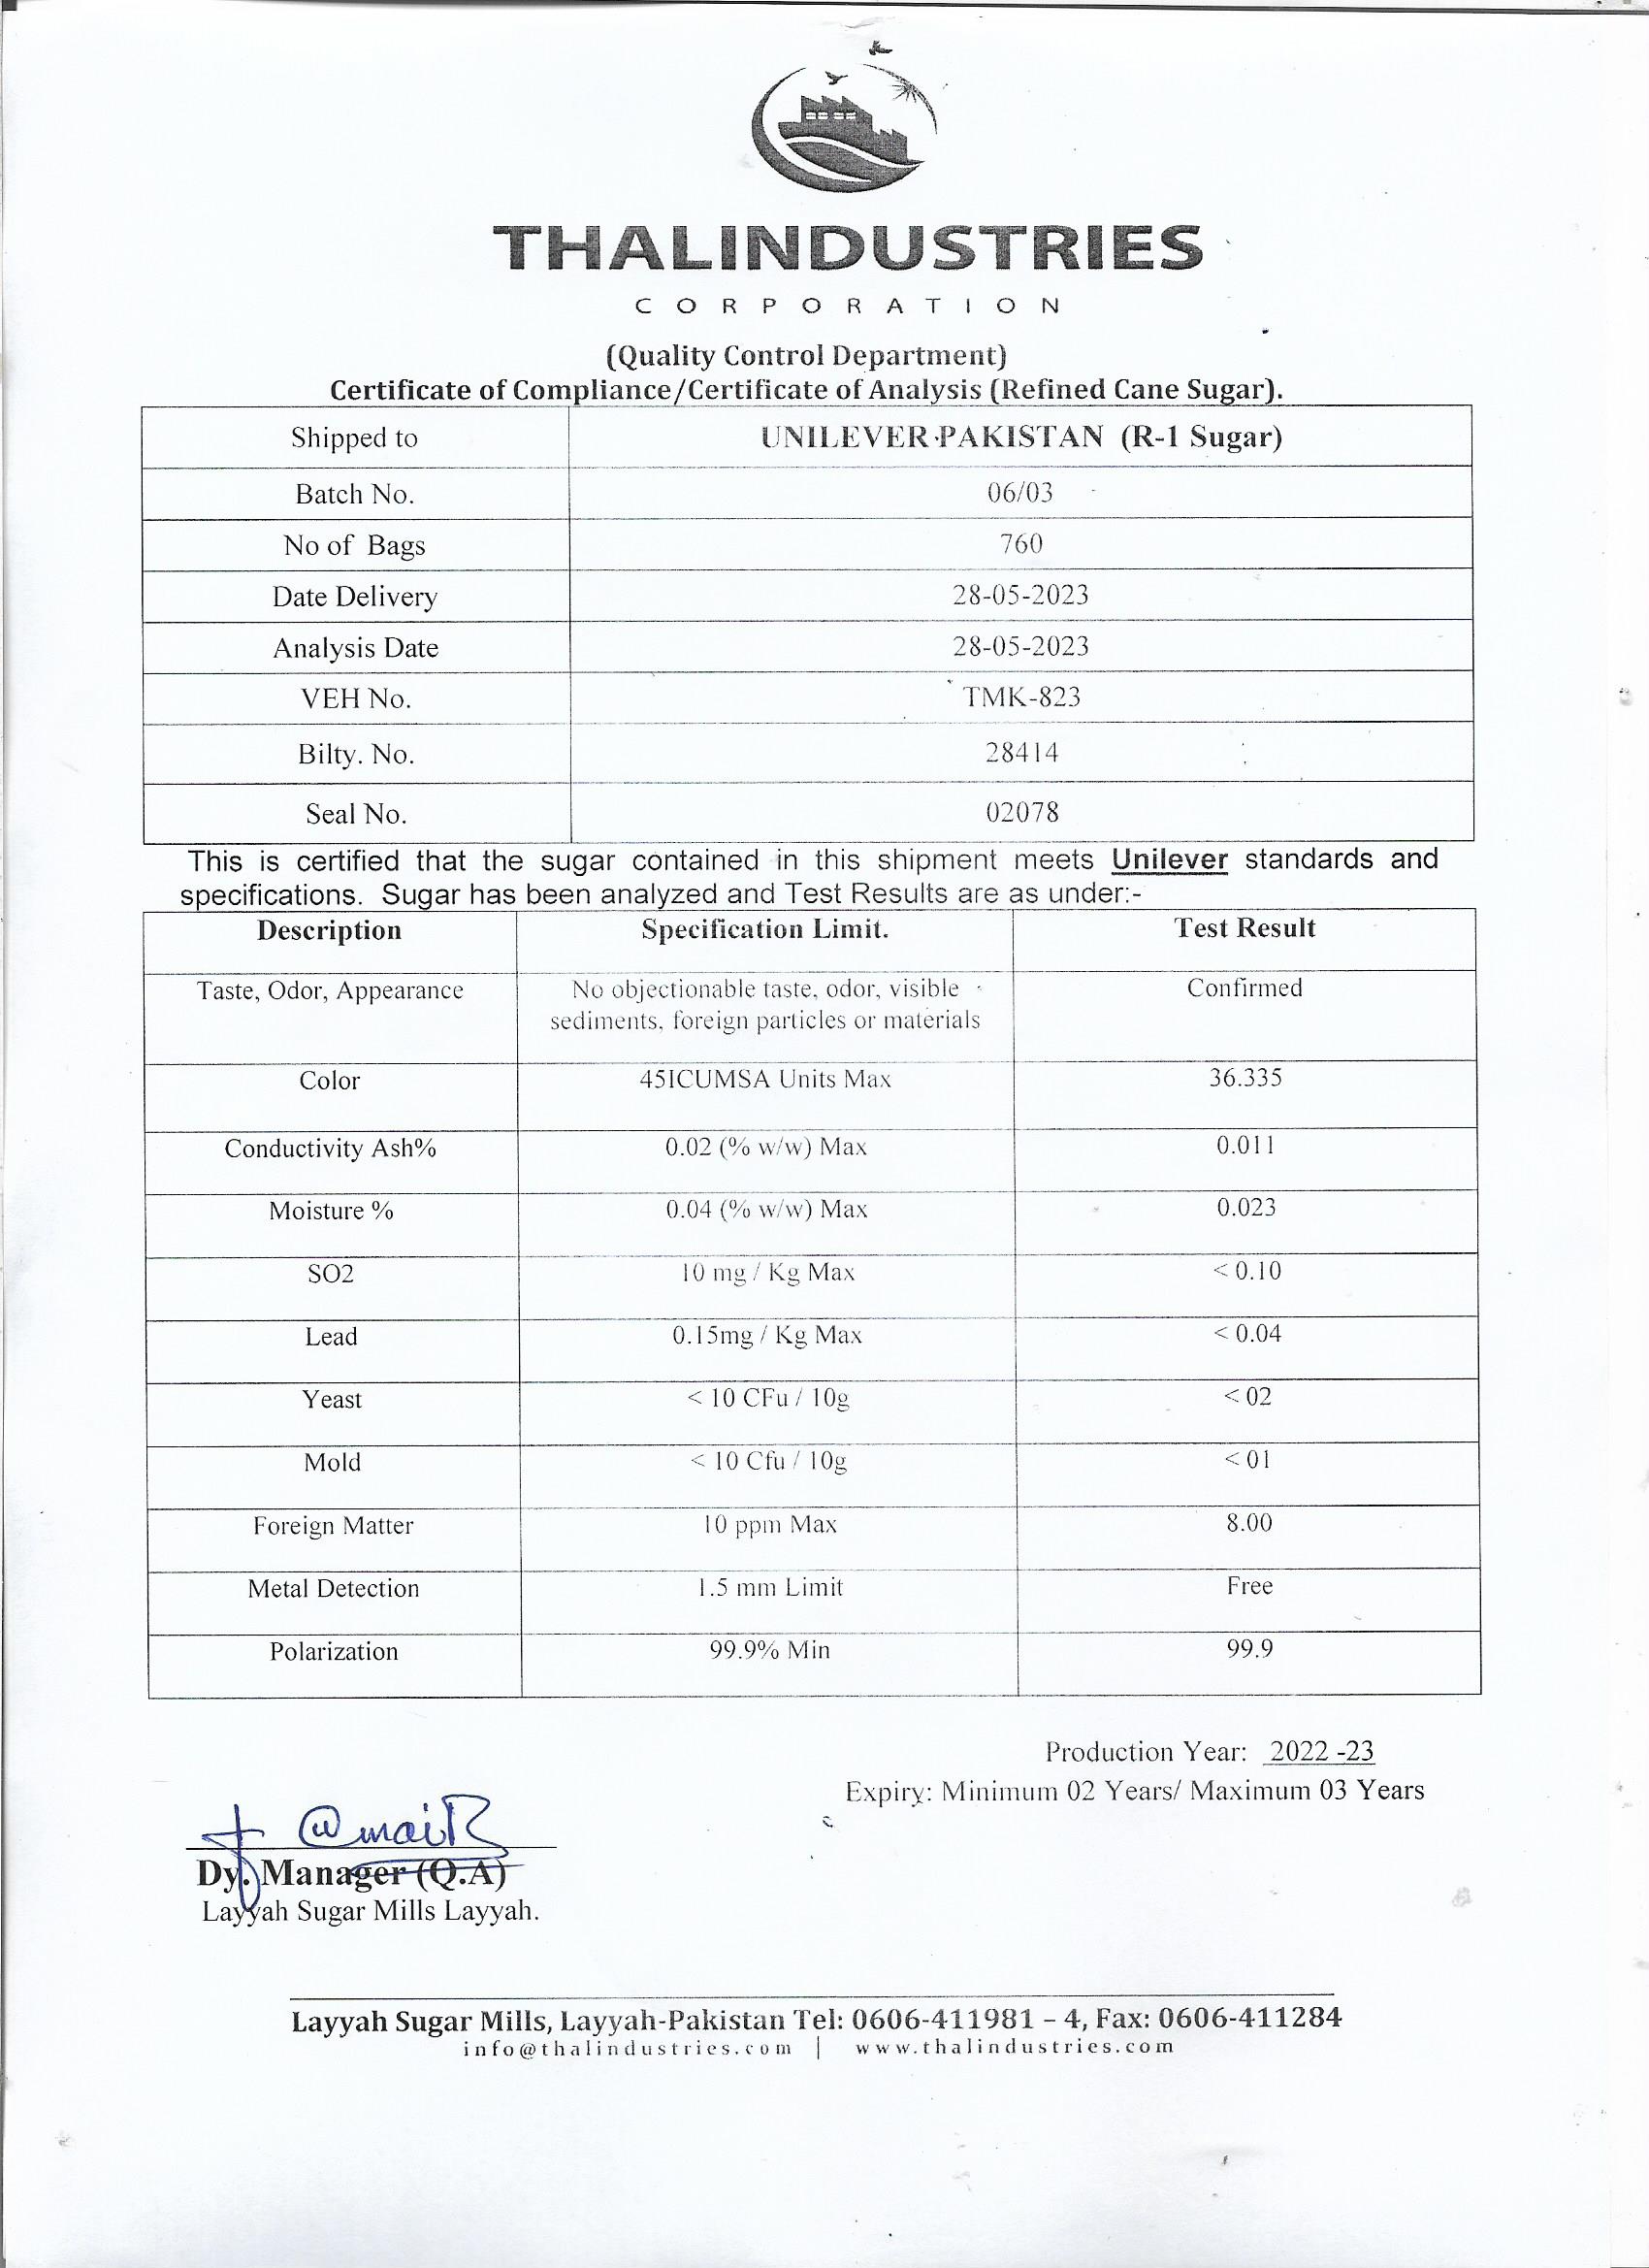 THALINDUSTRIES
CORPORATION
(Quality Control Department)
Certificate of Compliance/Certificate of Analysis (Refined Cane Sugar).
Shipped to UNILEVER PAKISTAN (R-1 Sugar)
Batch No. 06/03
No of Bags 760
Date Delivery 28-05-2023
Analysis Date 28-05-2023
VEH No. TMK-823
Bilty. No. 28414
Seal No. 02078
This is certified that the sugar contained in this shipment meets Unilever standards and
specifications. Sugar has been analyzed and Test Results are as under:-
Description Specification Limit. Test Result
Taste, Odor, Appearance No objectionable taste, odor, visible Confirmed
sediments, foreign particles or materials
Color 45ICUMSA Units Max 36.335
Conductivity Ash% 0.02 (% w/w) Max 0.011
Moisture % 0.04 (% w/w) Max 0.023
SO2 10 mg / Kg Max < 0.10
Lead 0.15mg / Kg Max < 0.04
Yeast < 10 CFu / 10g < 02
Mold < 10 Cfu / 10g < 01
Foreign Matter 10 ppm Max 8.00
Metal Detection 1.5 mm Limit Free
Polarization 99.9% Min 99.9
Production Year: 2022 -23
Expiry: Minimum 02 Years/ Maximum 03 Years
Dy. Manager (Q.A)
Layyah Sugar Mills Layyah.
Layyah Sugar Mills, Layyah-Pakistan Tel: 0606-411981 – 4, Fax: 0606-411284
info@thalindustries.com | www.thalindustries.com